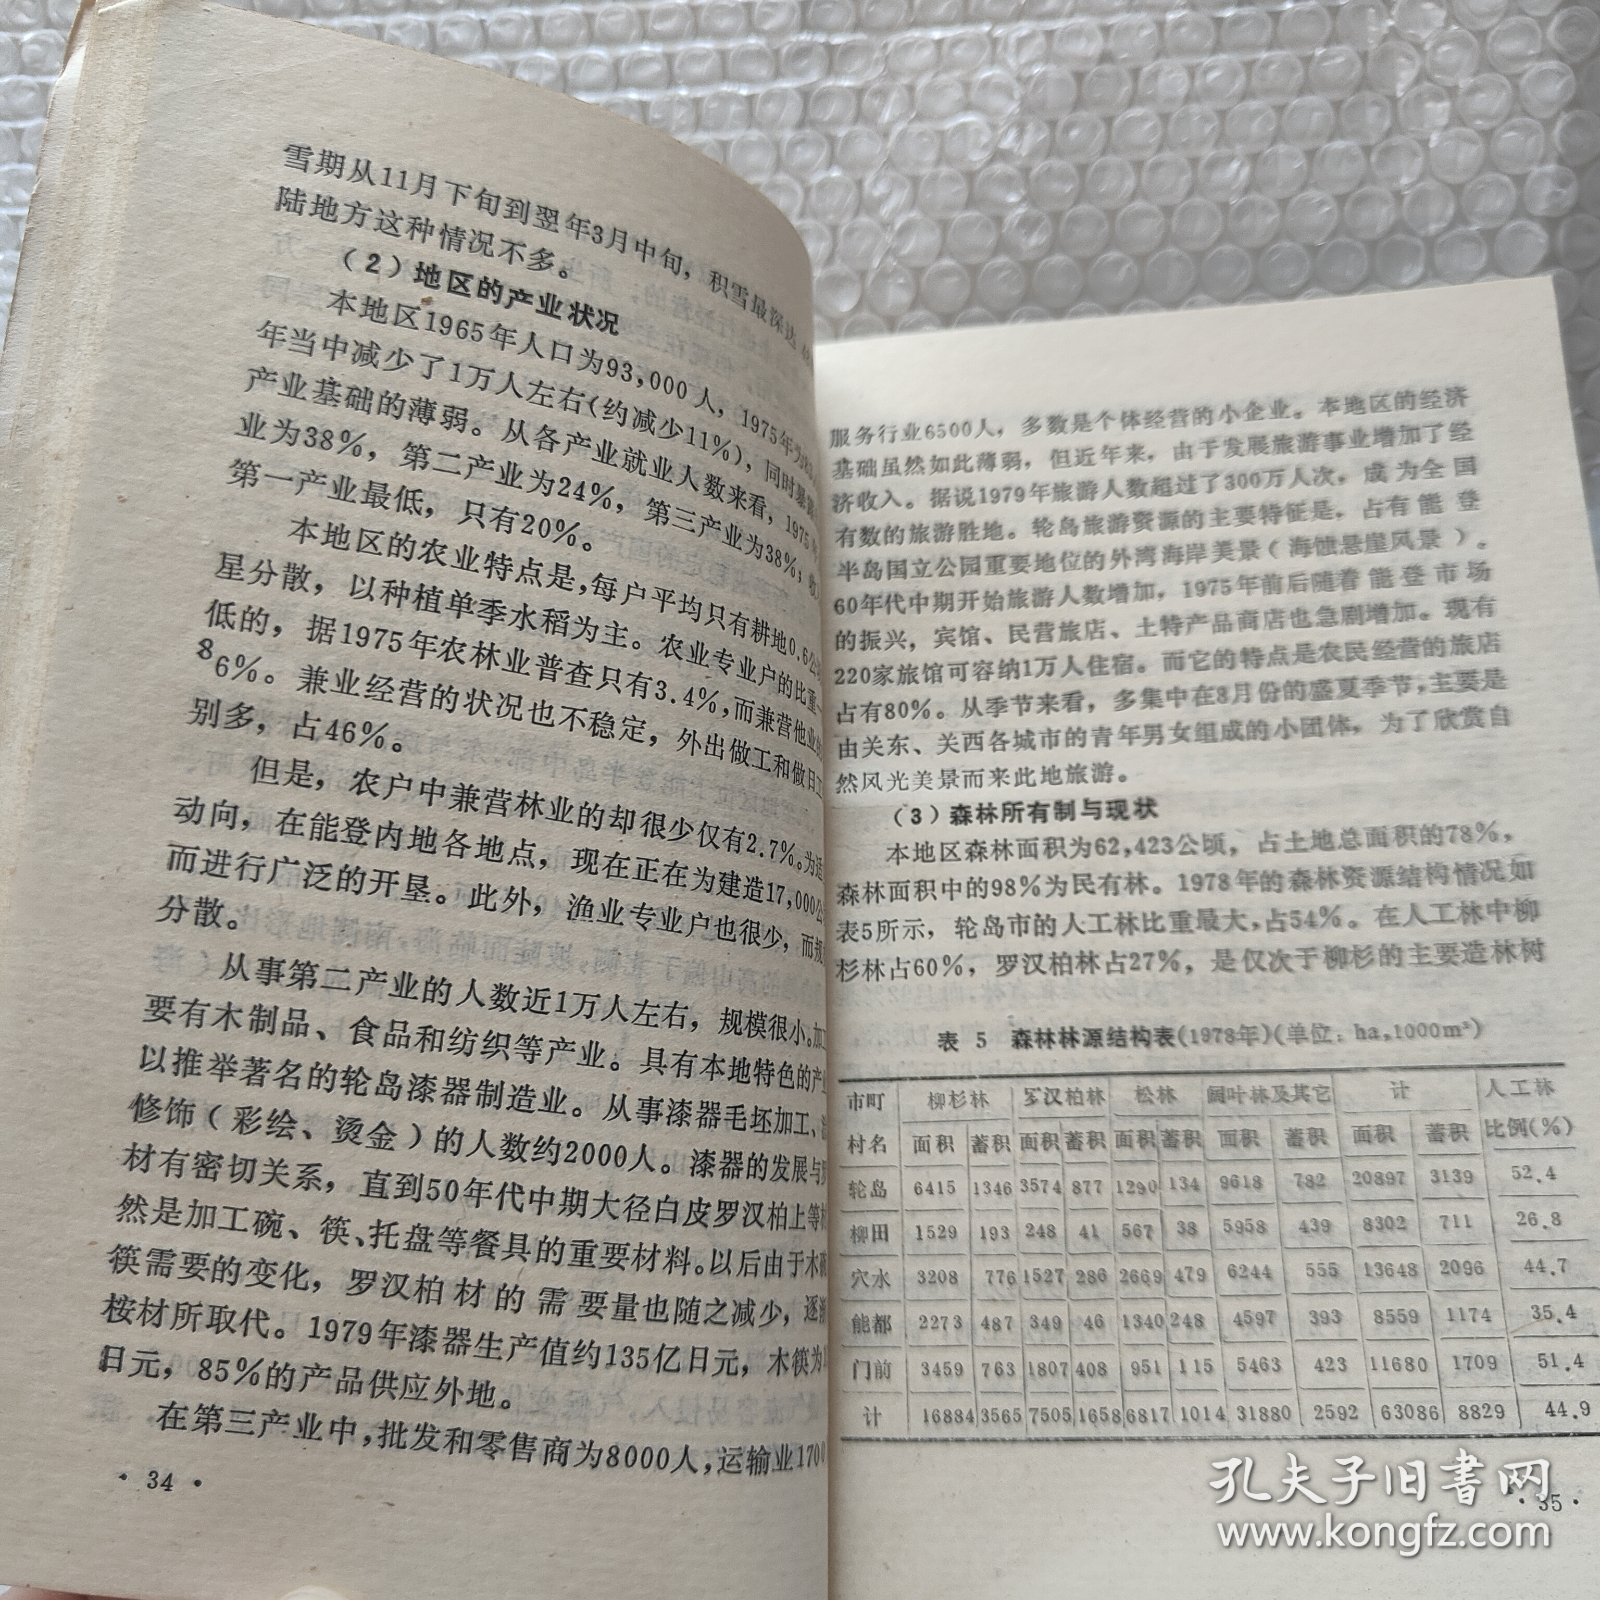 雪期从11月下旬到翌年3月中旬，积雪最深达
陆地方这种情况不多。
（2）地区的产业状况
本地区1965年人口为93,000人，1975年为
年当中减少了1万人左右（约减少11%），同时暴
产业基础的薄弱。从各产业就业人数来看，1975
业为38%，第二产业为24%，第三产业为38%，
第一产业最低，只有20%。
本地区的农业特点是，每户平均只有耕地0.6公
星分散，以种植单季水稻为主。农业专业户的比重
低的，据1975年农林业普查只有3.4%，而兼营他业
86%。兼业经营的状况也不稳定，外出做工和做日工
别多，占46%。
但是，农户中兼营林业的却很少仅有2.7%。为适
动向，在能登内地各地点，现在正在为建造17,000公
而进行广泛的开垦。此外，渔业专业户也很少，而
分散。
从事第二产业的人数近1万人左右，规模很小。加工
要有木制品、食品和纺织等产业。具有本地特色的产
以推举著名的轮岛漆器制造业。从事漆器毛坯加工、
修饰（彩绘、烫金）的人数约2000人。漆器的发展与
材有密切关系，直到50年代中期大径白皮罗汉柏上等
然是加工碗、筷、托盘等餐具的重要材料。以后由于木
筷需要的变化，罗汉柏材的需要量也随之减少，逐
桉材所取代。1979年漆器生产值约135亿日元，木筷为
日元，85%的产品供应外地。
在第三产业中，批发和零售商为8000人，运输业1700
· 34 ·
服务行业6500人，多数是个体经营的小企业。本地区的经济
基础虽然如此薄弱，但近年来，由于发展旅游事业增加了经
济收入。据说1979年旅游人数超过了300万人次，成为全国
有数的旅游胜地。轮岛旅游资源的主要特征是，占有能登
半岛国立公园重要地位的外湾海岸美景（海蚀悬崖风景）。
60年代中期开始旅游人数增加，1975年前后随着能登市场
的振兴，宾馆、民营旅店、土特产品商店也急剧增加。现有
220家旅馆可容纳1万人住宿。而它的特点是农民经营的旅店
占有80%。从季节来看，多集中在8月份的盛夏季节，主要是
由关东、关西各城市的青年男女组成的小团体，为了欣赏自
然风光美景而来此地旅游。
（3）森林所有制与现状
本地区森林面积为62,423公顷，占土地总面积的78%，
森林面积中的98%为民有林。1978年的森林资源结构情况如
表5所示，轮岛市的人工林比重最大，占54%。在人工林中柳
杉林占60%，罗汉柏林占27%，是仅次于柳杉的主要造林树
表 5 森林林源结构表(1978年)(单位：ha,1000m³)
市町 柳杉林 罗汉柏林 松林 阔叶林及其它 计 人工林
村名 面积 蓄积 面积 蓄积 面积 蓄积 面积 蓄积 面积 蓄积 比例(%)
轮岛 6415 1346 3574 877 1290 134 9618 782 20897 3139 52.4
柳田 1529 193 248 41 567 38 5958 439 8302 711 26.8
穴水 3208 776 1527 286 2669 479 6244 555 13648 2096 44.7
能都 2273 487 349 46 1340 248 4597 393 8559 1174 35.4
门前 3459 763 1807 408 951 115 5463 423 11680 1709 51.4
计 16884 3565 7505 1658 6817 1014 31880 2592 63086 8829 44.9
· 35 ·
孔夫子旧书网
www.kongfz.com